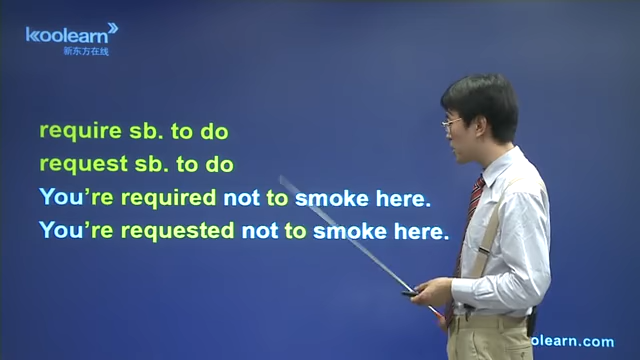 koolearn
新东方在线
require sb. to do
request sb. to do
You're required not to smoke here.
You're requested not to smoke here.
olearn.com